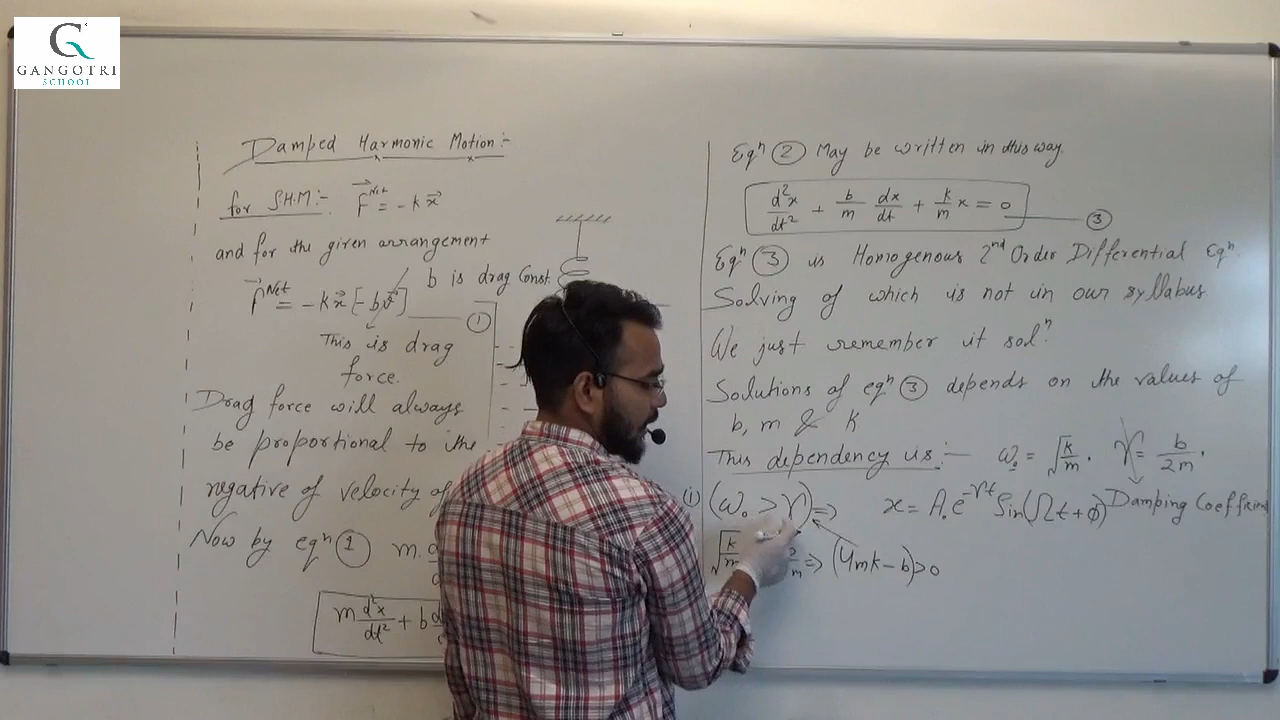 GANGOTRI
SCHOOL
Damped Harmonic Motion:-
for S.H.M:- F^Net = -k x
and for the given arrangement
b is drag Const
F^Net = -k x [-b v] ——— ①
This is drag
force.
Drag force will always
be proportional to the
negative of velocity of
Now by eqⁿ ① m.
m d²x/dt² + b
Eqⁿ ② May be written in this way.
d²x/dt² + b/m dx/dt + k/m x = 0 ——— ③
Eqⁿ ③ is Homogenous 2nd Order Differential Eqⁿ.
Solving of which is not in our syllabus.
We just remember it solⁿ.
Solutions of eqⁿ ③ depends on the values of
b, m & k
This dependency is:- ω₀ = √(k/m) . γ = b/2m .
(i) (ω₀ > γ) ⇒ x = A₀e^-γt Sin(Ωt + φ) Damping Coefficient
√(k/m) ⇒ (4mk - b) > 0